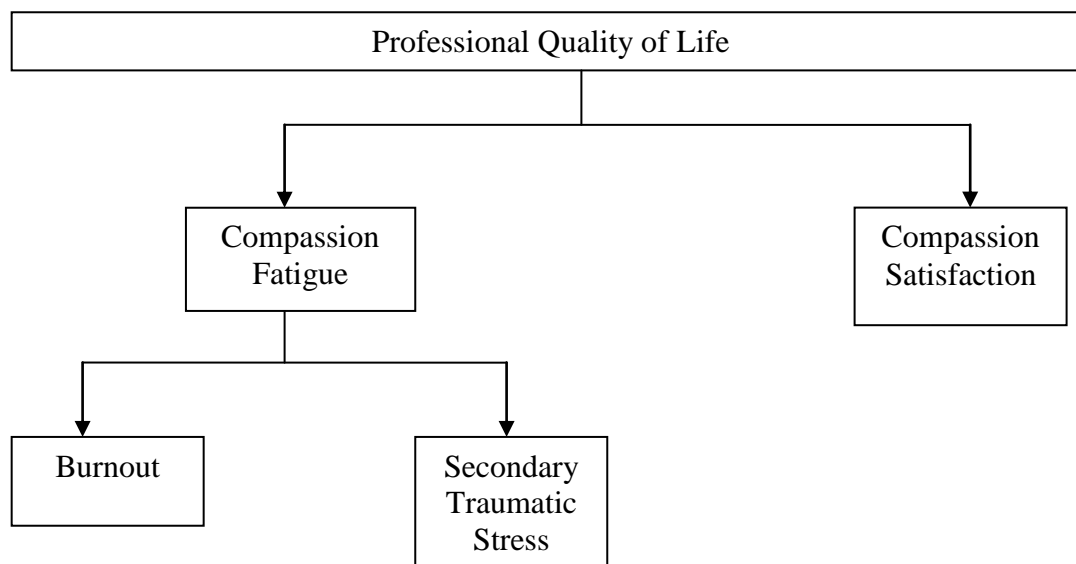 Professional Quality of Life
Compassion
Fatigue
Compassion
Satisfaction
Burnout
Secondary
Traumatic
Stress